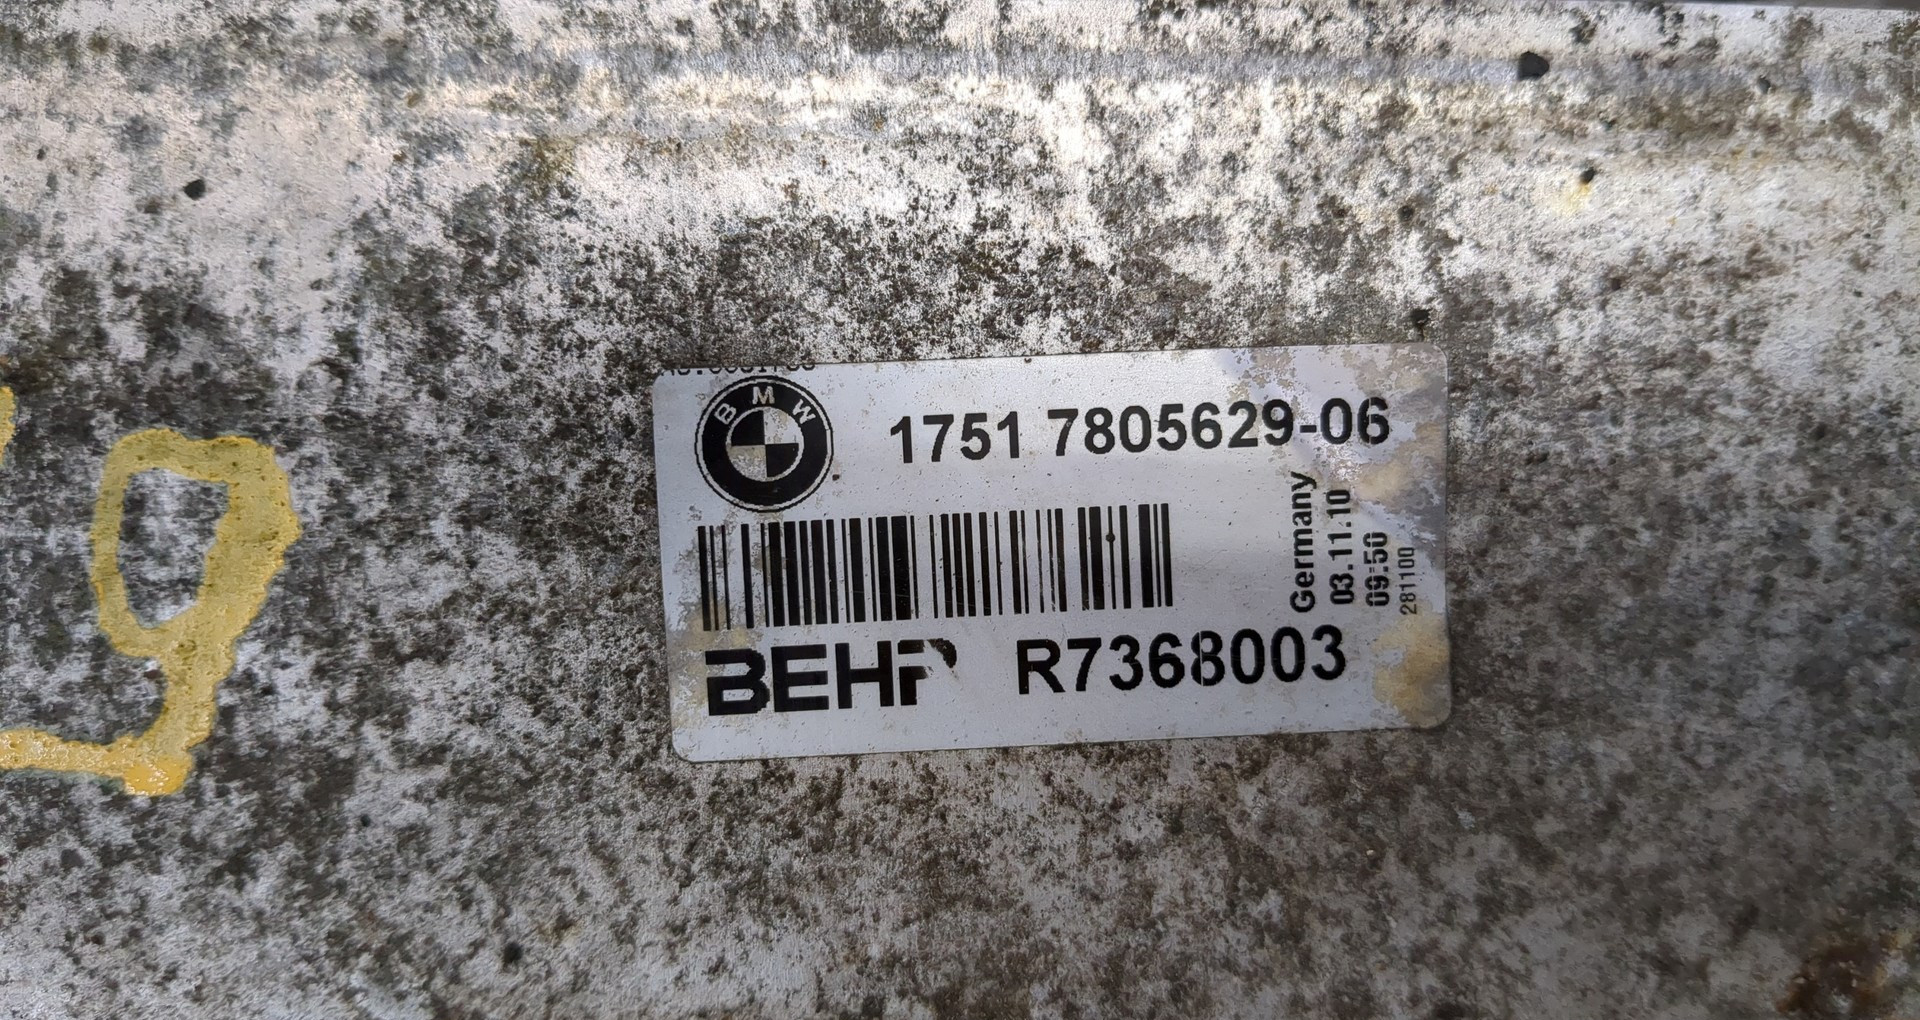 BMW
1751 7805629-06
Germany
03.11.10
09:50
281100
BEHR
R7368003